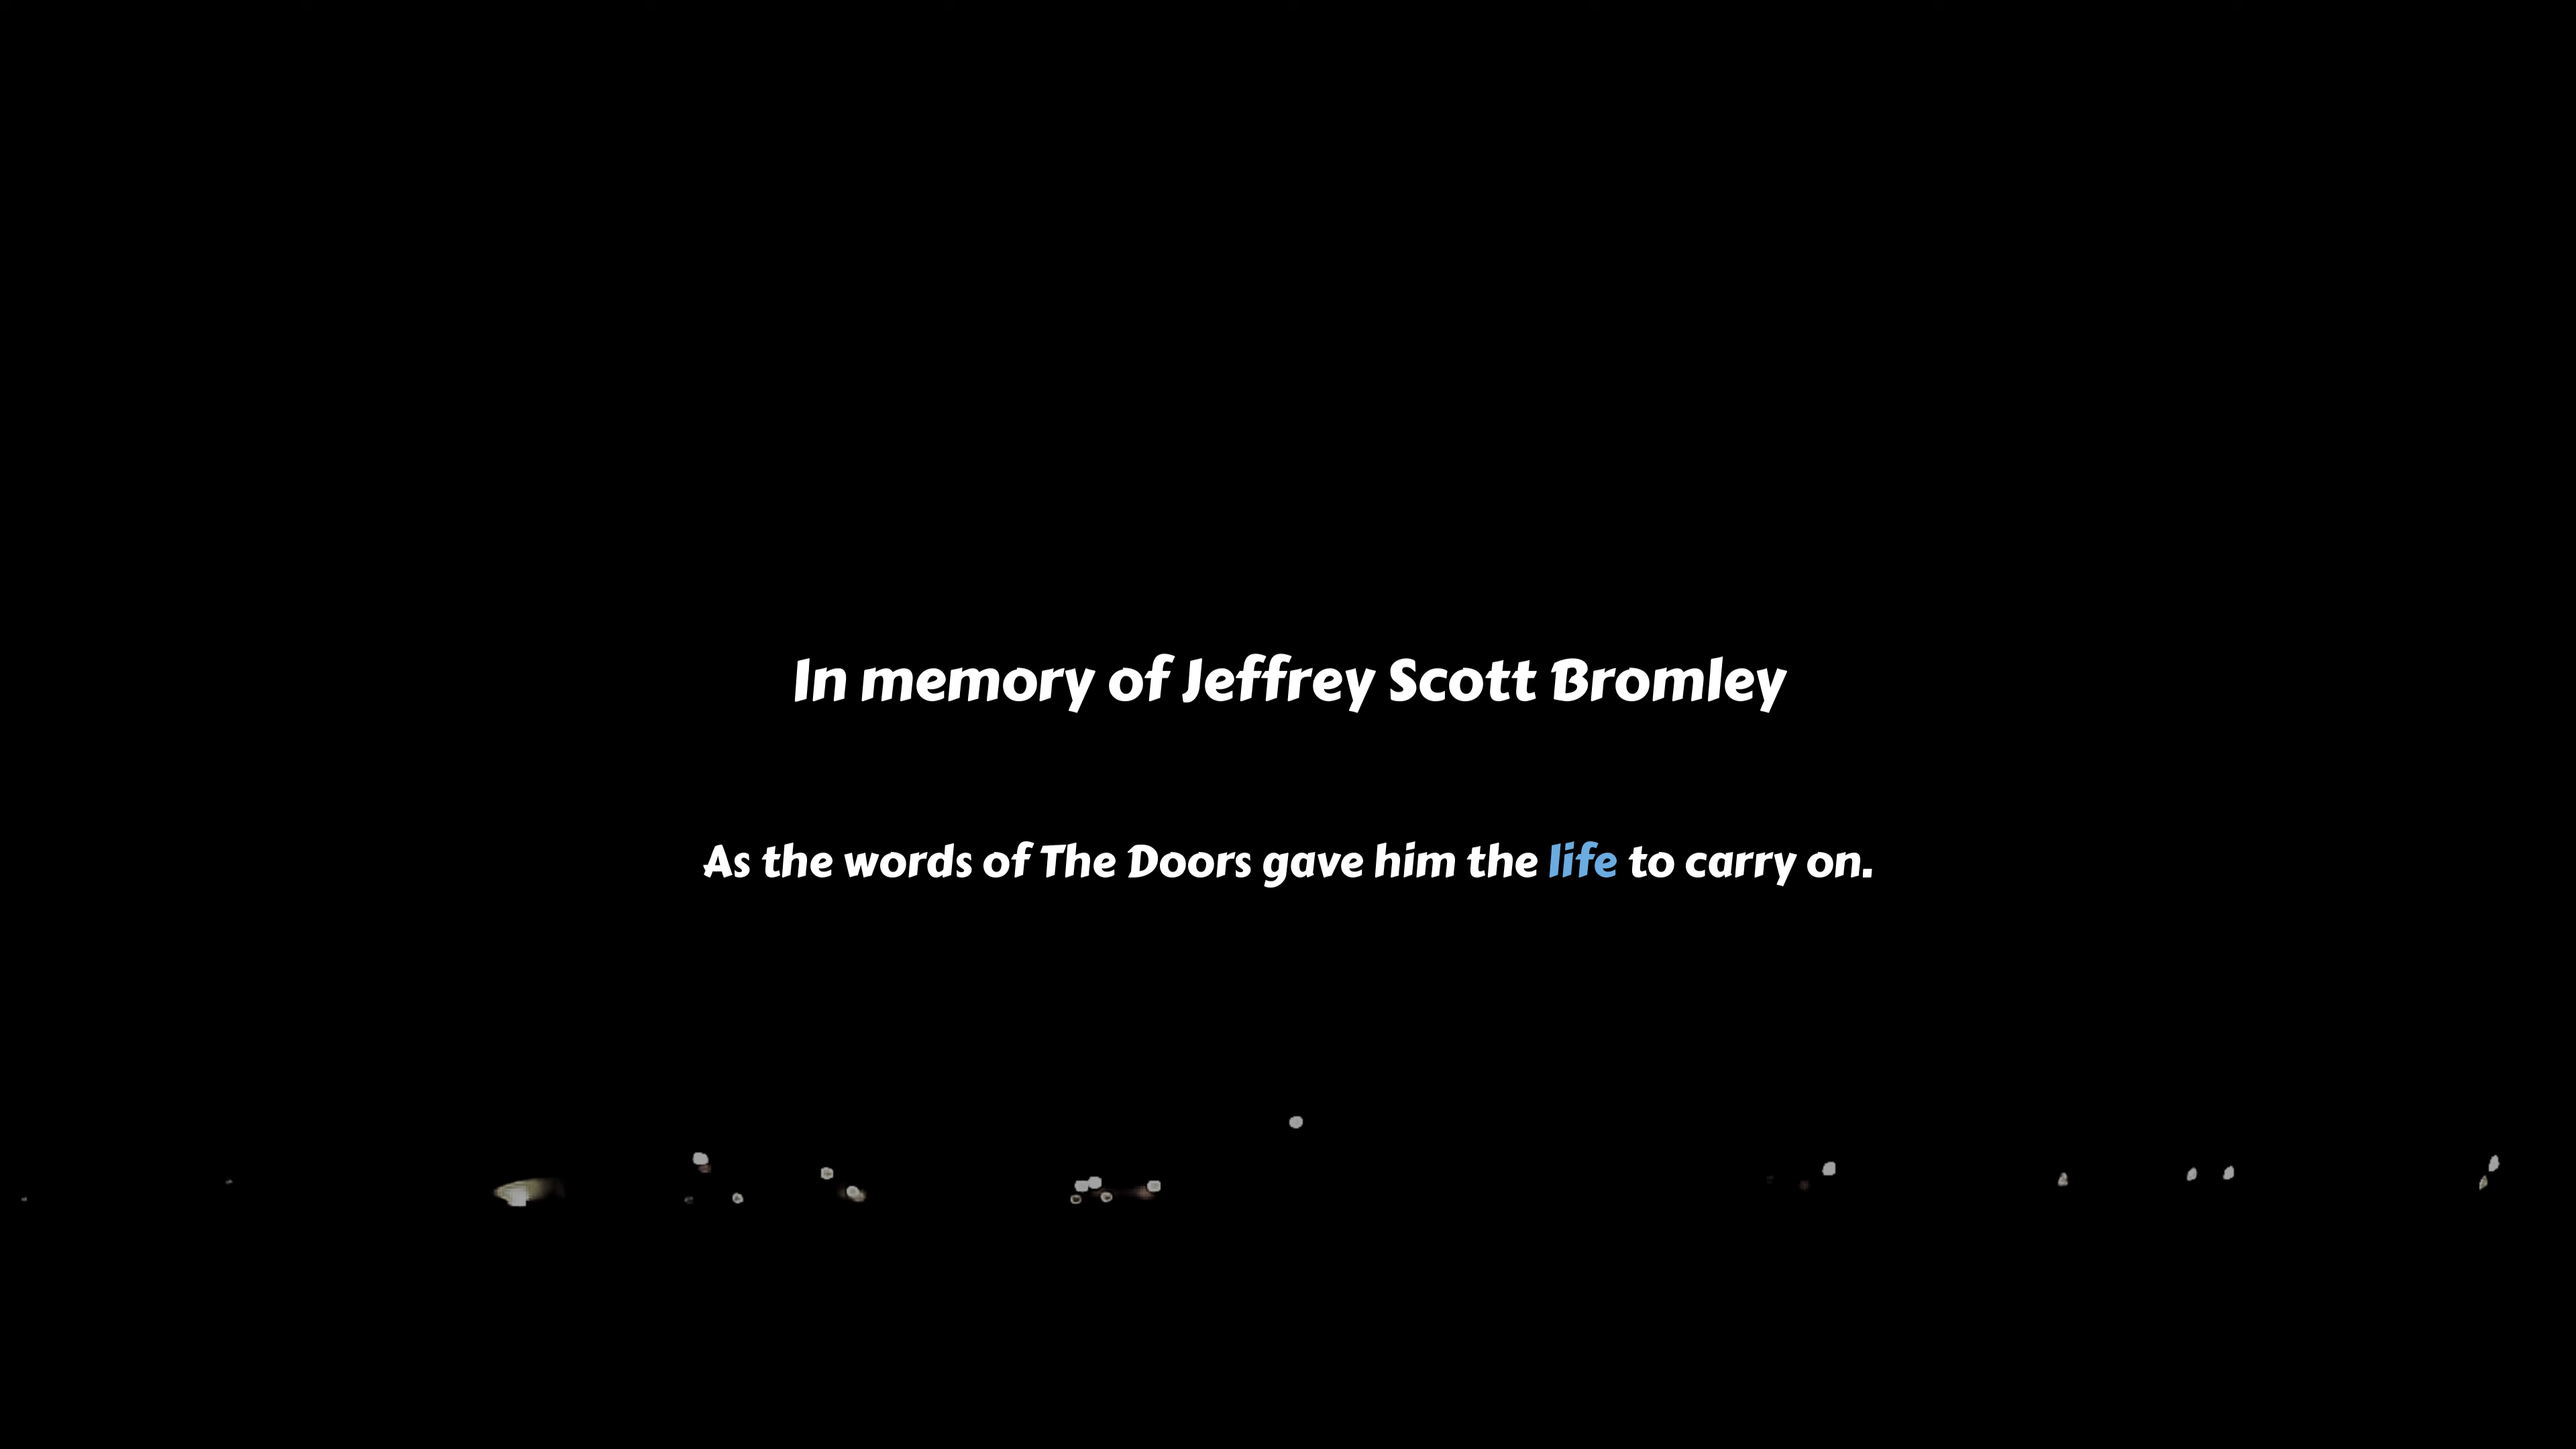 In memory of Jeffrey Scott Bromley
As the words of The Doors gave him the life to carry on.